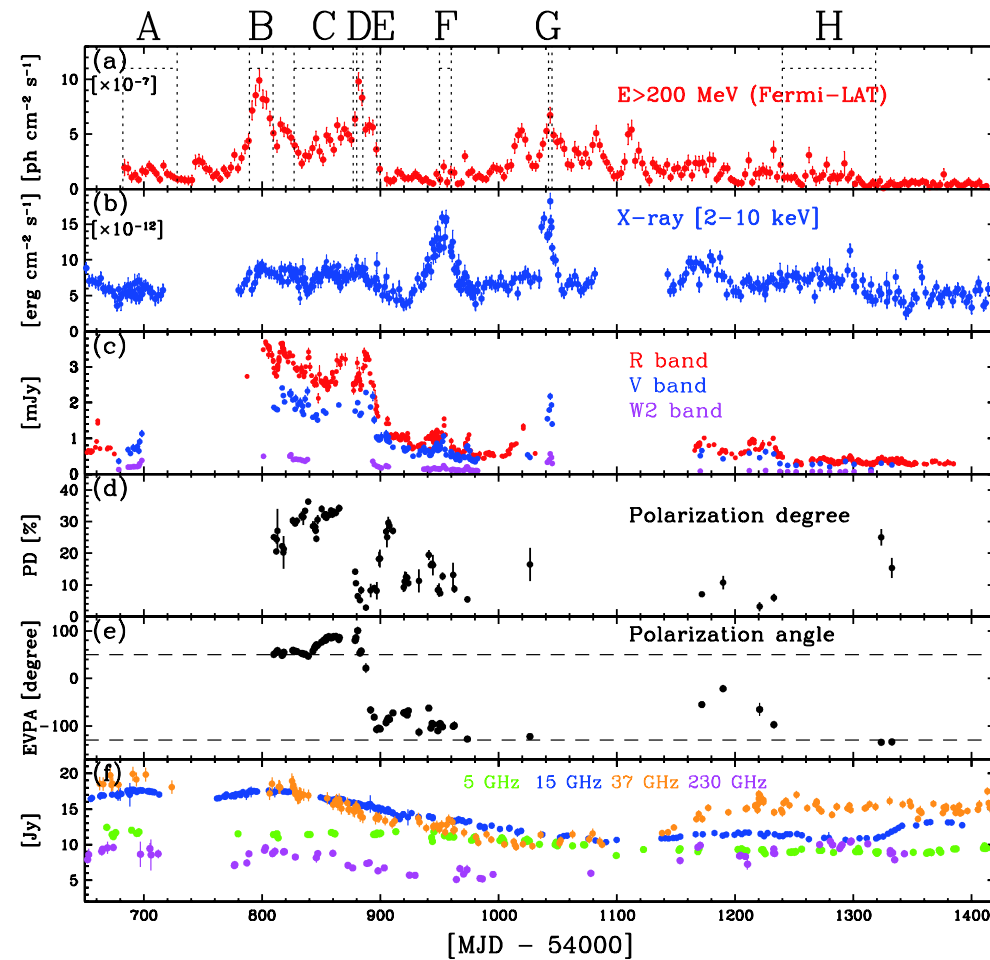 A B C D E F G H
(a)
[×10⁻⁷]
E>200 MeV (Fermi-LAT)
[ph cm⁻² s⁻¹]
10
5
0
(b)
[×10⁻¹²]
X-ray [2-10 keV]
[erg cm⁻² s⁻¹]
15
10
5
0
(c)
R band
V band
W2 band
[mJy]
3
2
1
0
(d)
Polarization degree
PD [%]
40
30
20
10
0
(e)
Polarization angle
EVPA [degree]
100
0
-100
(f)
5 GHz 15 GHz 37 GHz 230 GHz
[Jy]
20
15
10
5
700 800 900 1000 1100 1200 1300 1400
[MJD - 54000]